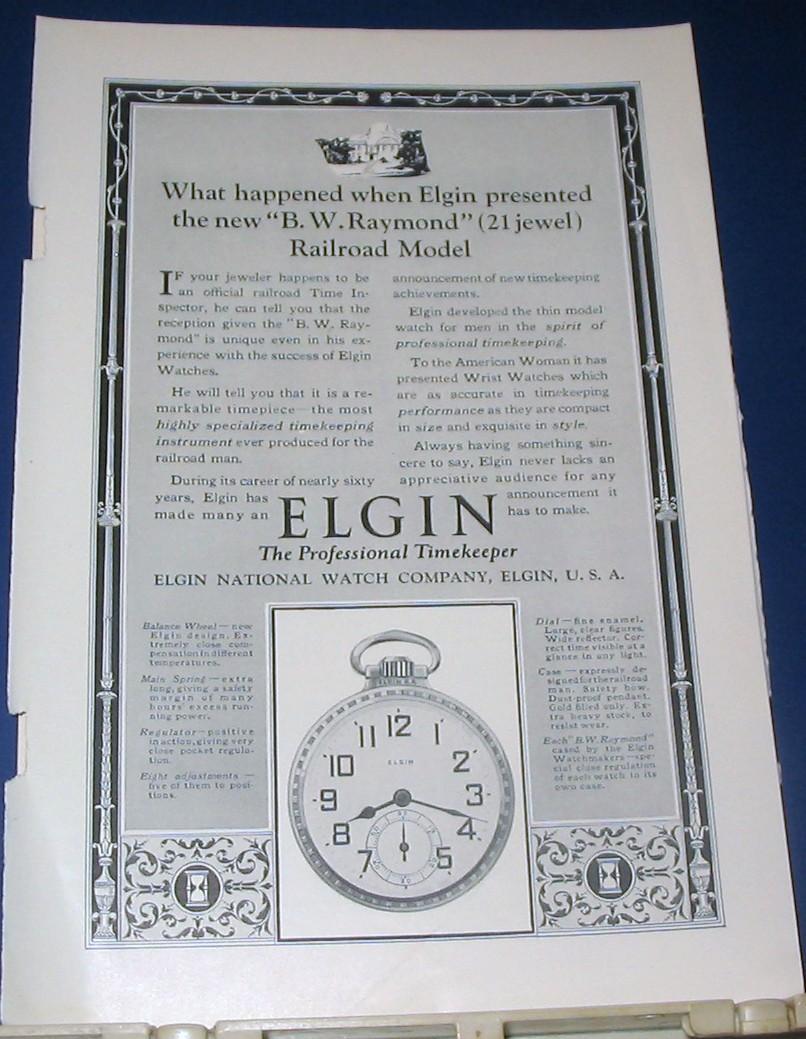 What happened when Elgin presented
the new "B. W. Raymond" (21 jewel)
Railroad Model
IF your jeweler happens to be
an official railroad Time In-
spector, he can tell you that the
reception given the "B. W. Ray-
mond" is unique even in his ex-
perience with the success of Elgin
Watches.
He will tell you that it is a re-
markable timepiece—the most
highly specialized timekeeping
instrument ever produced for the
railroad man.
During its career of nearly sixty
years, Elgin has
made many an
announcement of new timekeeping
achievements.
Elgin developed the thin model
watch for men in the spirit of
professional timekeeping.
To the American Woman it has
presented Wrist Watches which
are as accurate in timekeeping
performance as they are compact
in size and exquisite in style.
Always having something sin-
cere to say, Elgin never lacks an
appreciative audience for any
announcement it
has to make.
ELGIN
The Professional Timekeeper
ELGIN NATIONAL WATCH COMPANY, ELGIN, U. S. A.
Balance Wheel—new
Elgin design. Ex-
tremely close com-
pensation in different
temperatures.
Main Spring—extra
long, giving a safety
margin of many
hours' excess run-
ning power.
Regulator—positive
in action, giving very
close pocket regula-
tion.
Eight adjustments—
five of them to posi-
tions.
Dial—fine enamel.
Large, clear figures.
Wide reflector. Cor-
rect time visible at a
glance in any light.
Case—expressly de-
signed for the railroad
man. Safety bow.
Dust-proof pendant.
Gold filled only. Ex-
tra heavy stock, to
resist wear.
Each "B. W. Raymond"
cased by the Elgin
Watchmakers—spe-
cial close regulation
of each watch in its
own case.
12
11 1
10 2
ELGIN
9 3
8 4
7 5